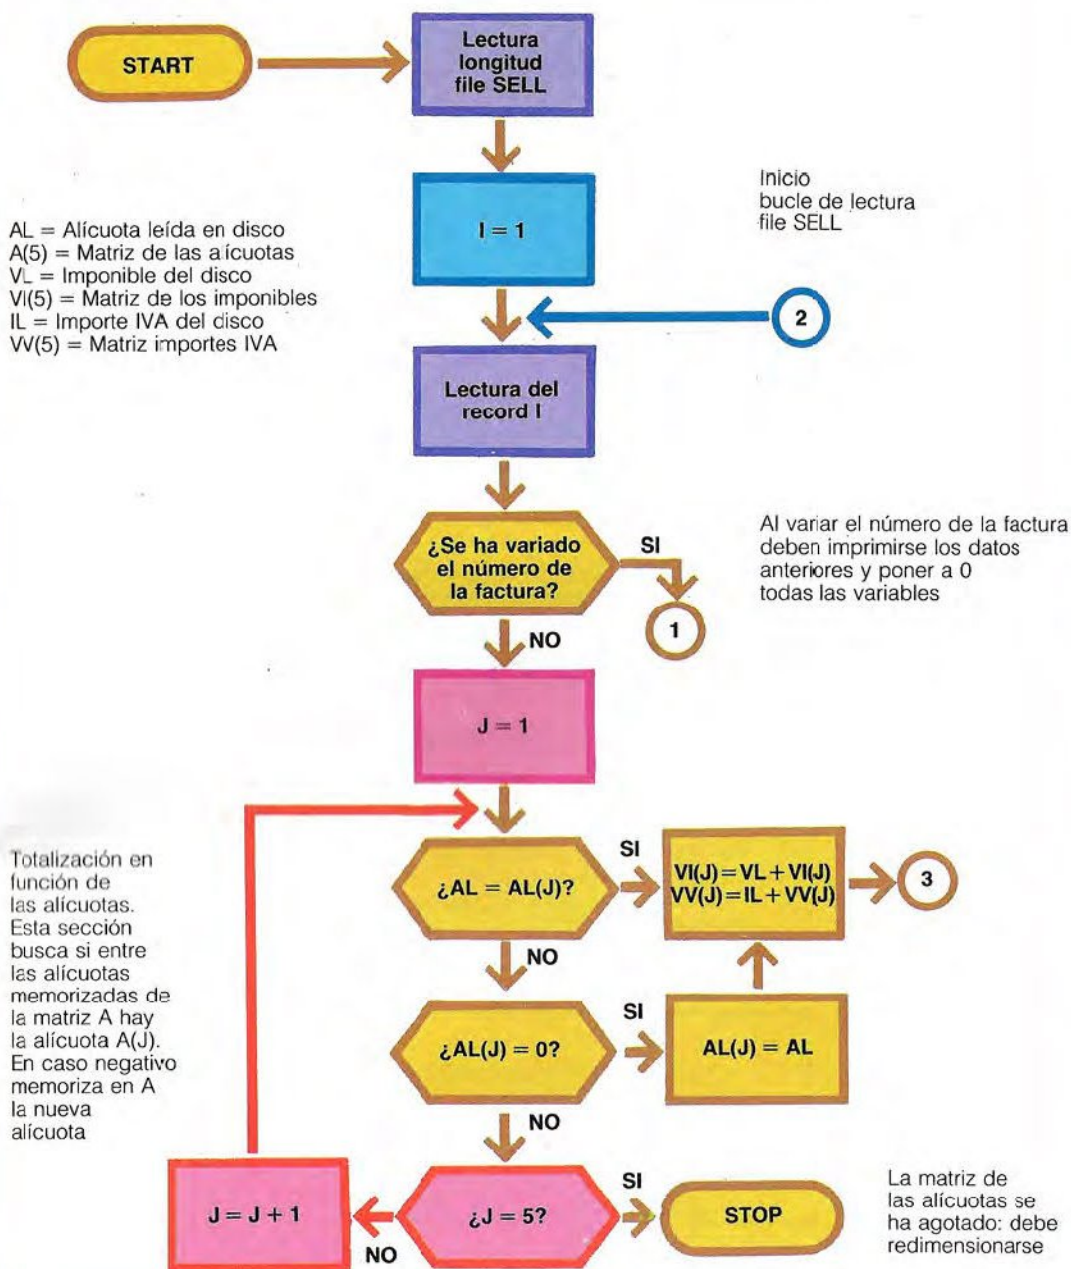 START
Lectura
longitud
file SELL
Inicio
bucle de lectura
file SELL
I = 1
AL = Alícuota leída en disco
A(5) = Matriz de las alícuotas
VL = Imponible del disco
VI(5) = Matriz de los imponibles
IL = Importe IVA del disco
VV(5) = Matriz importes IVA
2
Lectura del
record I
¿Se ha variado
el número de
la factura?
SI
1
NO
Al variar el número de la factura
deben imprimirse los datos
anteriores y poner a 0
todas las variables
J = 1
Totalización en
función de
las alícuotas.
Esta sección
busca si entre
las alícuotas
memorizadas de
la matriz A hay
la alícuota A(J).
En caso negativo
memoriza en A
la nueva
alícuota
¿AL = AL(J)?
SI
VI(J) = VL + VI(J)
VV(J) = IL + VV(J)
3
NO
¿AL(J) = 0?
SI
AL(J) = AL
NO
J = J + 1
NO
¿J = 5?
SI
STOP
La matriz de
las alícuotas se
ha agotado: debe
redimensionarse